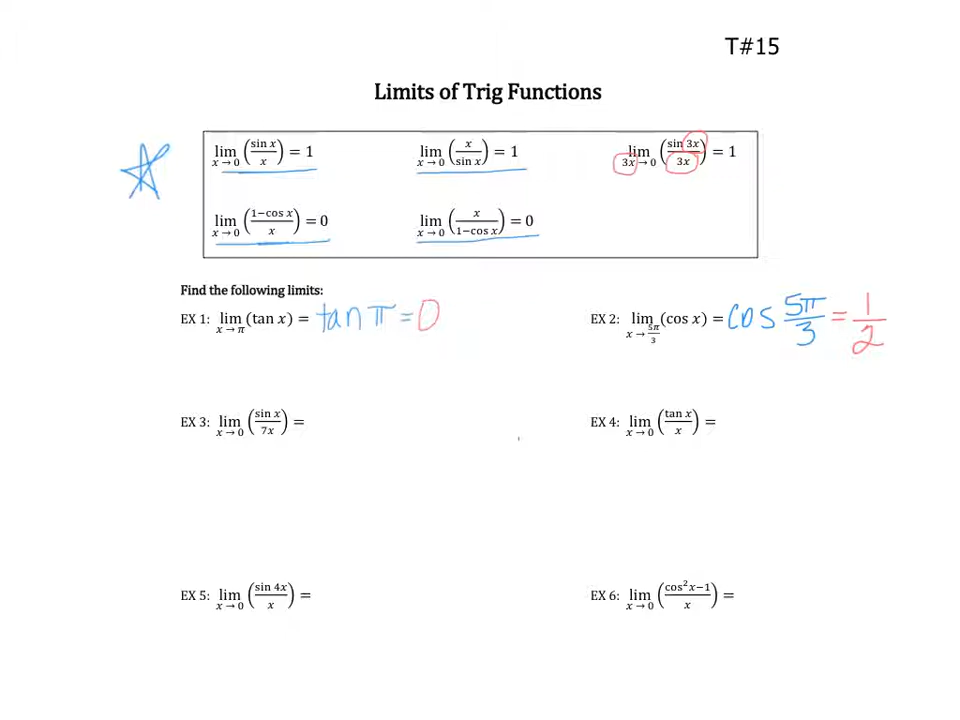 T#15
Limits of Trig Functions
lim x→0 (sin x / x) = 1    lim x→0 (x / sin x) = 1    lim 3x→0 (sin 3x / 3x) = 1
lim x→0 (1−cos x / x) = 0    lim x→0 (x / 1−cos x) = 0
Find the following limits:
EX 1: lim x→π (tan x) = tan π = 0    EX 2: lim x→5π/3 (cos x) = cos 5π/3 = 1/2
EX 3: lim x→0 (sin x / 7x) =    EX 4: lim x→0 (tan x / x) =
EX 5: lim x→0 (sin 4x / x) =    EX 6: lim x→0 (cos²x−1 / x) =